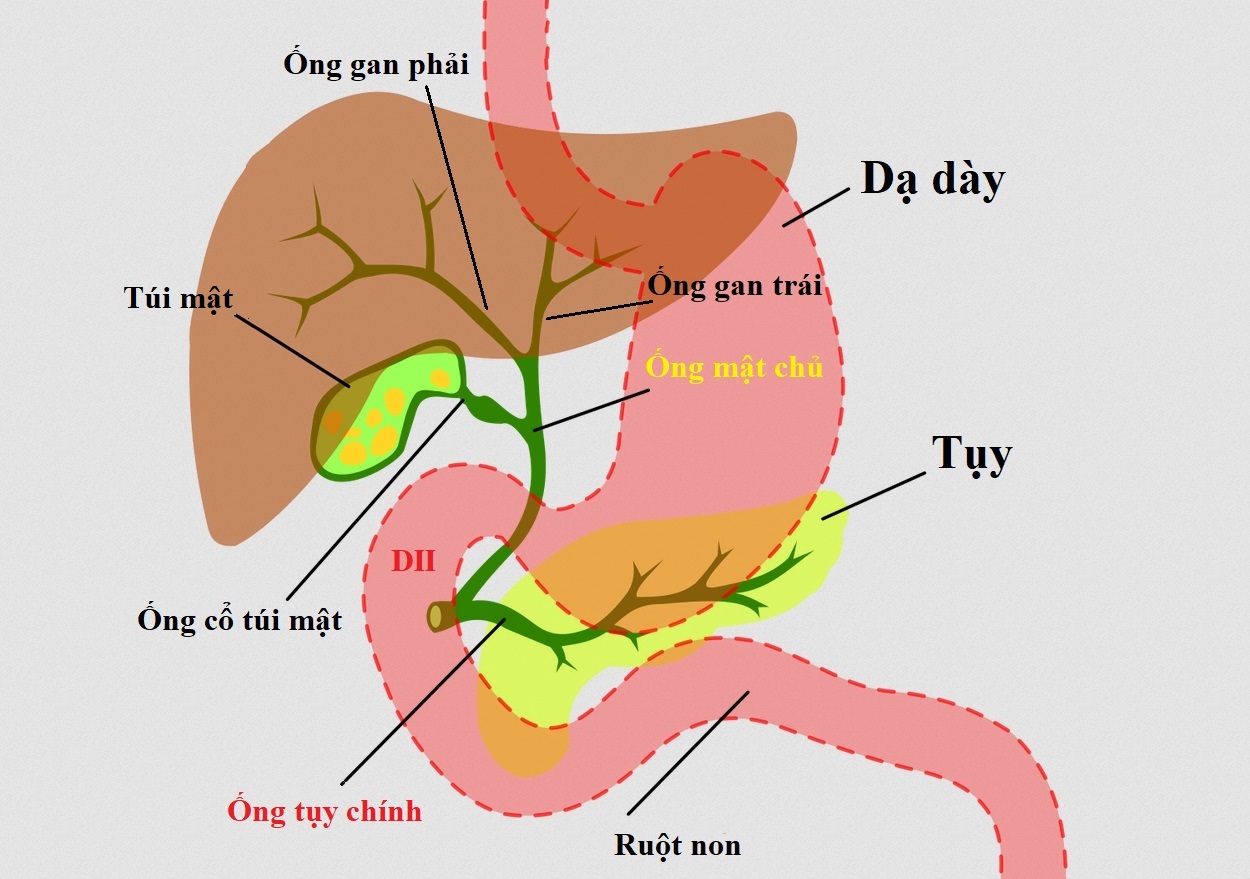 Ống gan phải
Dạ dày
Túi mật
Ống gan trái
Ống mật chủ
Tụy
DII
Ống cổ túi mật
Ống tụy chính
Ruột non